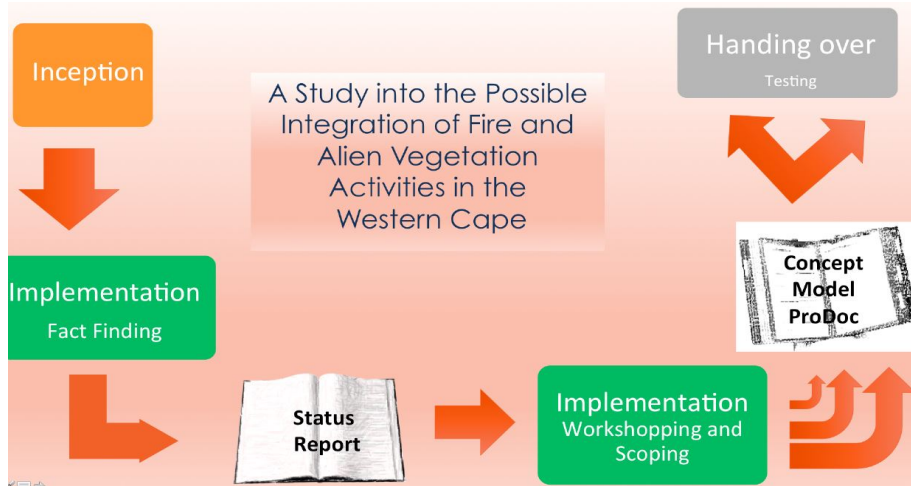 Inception
Handing over
Testing
A Study into the Possible
Integration of Fire and
Alien Vegetation
Activities in the
Western Cape
Implementation
Fact Finding
Concept
Model
ProDoc
Status
Report
Implementation
Workshopping and
Scoping